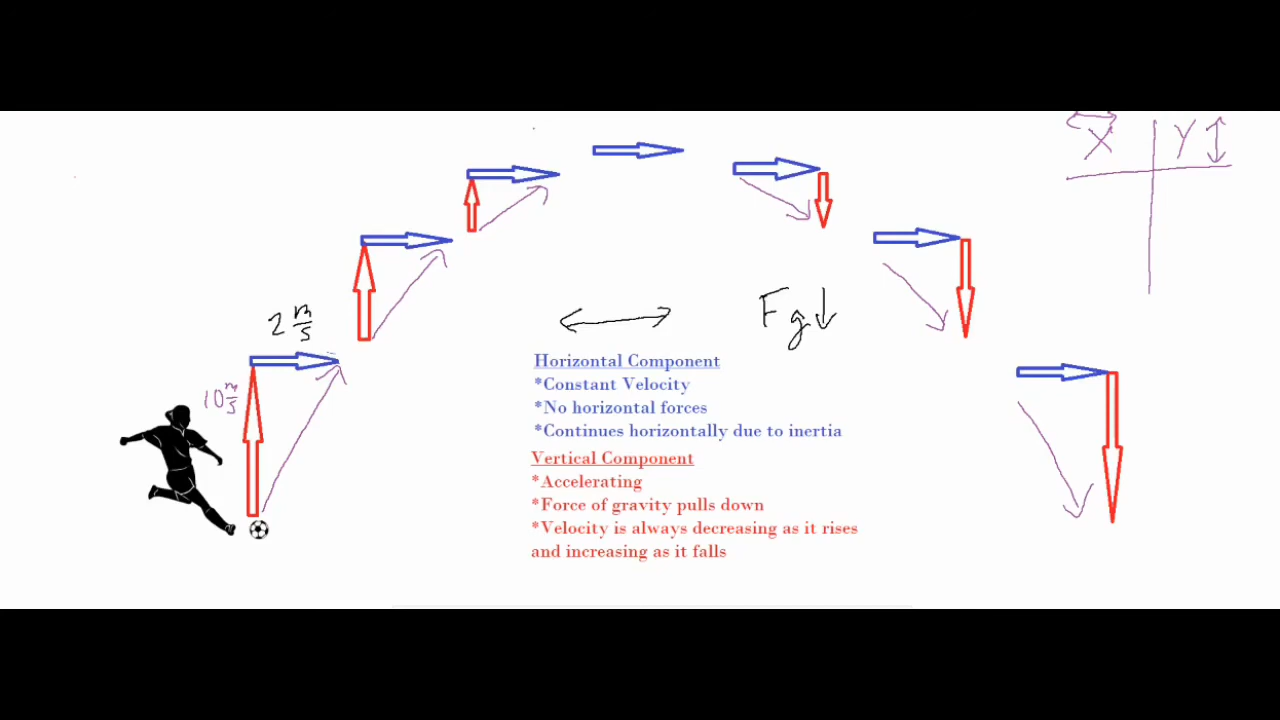 X Y
2 m/s
10 m/s
Fg
Horizontal Component
*Constant Velocity
*No horizontal forces
*Continues horizontally due to inertia
Vertical Component
*Accelerating
*Force of gravity pulls down
*Velocity is always decreasing as it rises
and increasing as it falls